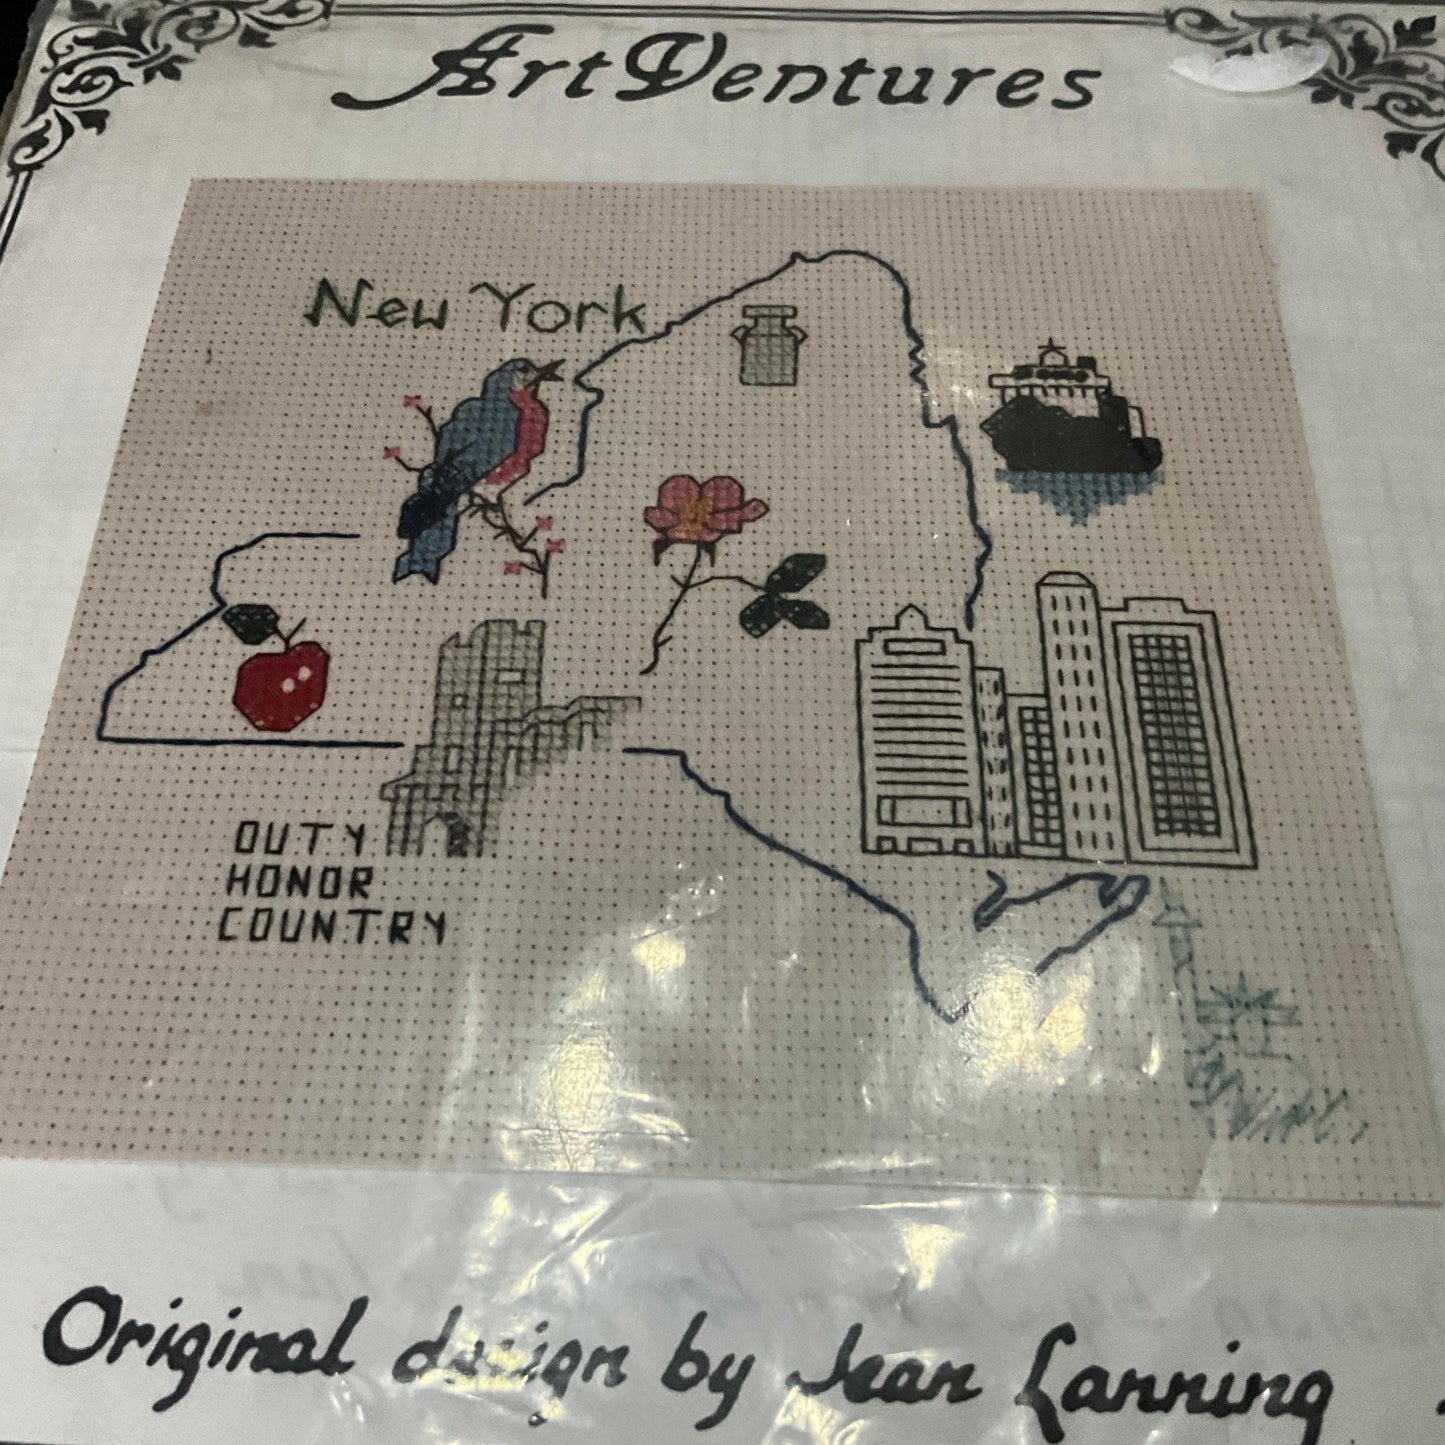 ArtVentures
New York
DUTY
HONOR
COUNTRY
Original design by Jean Lanning